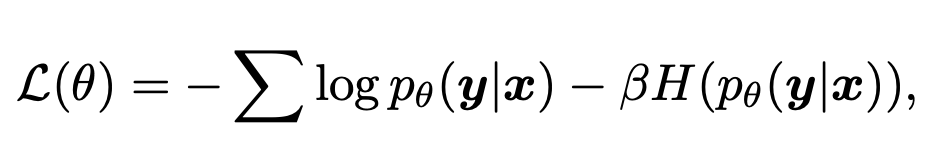 ℒ(θ) = − ∑ log p_θ(𝒚|𝒙) − βH(p_θ(𝒚|𝒙)),